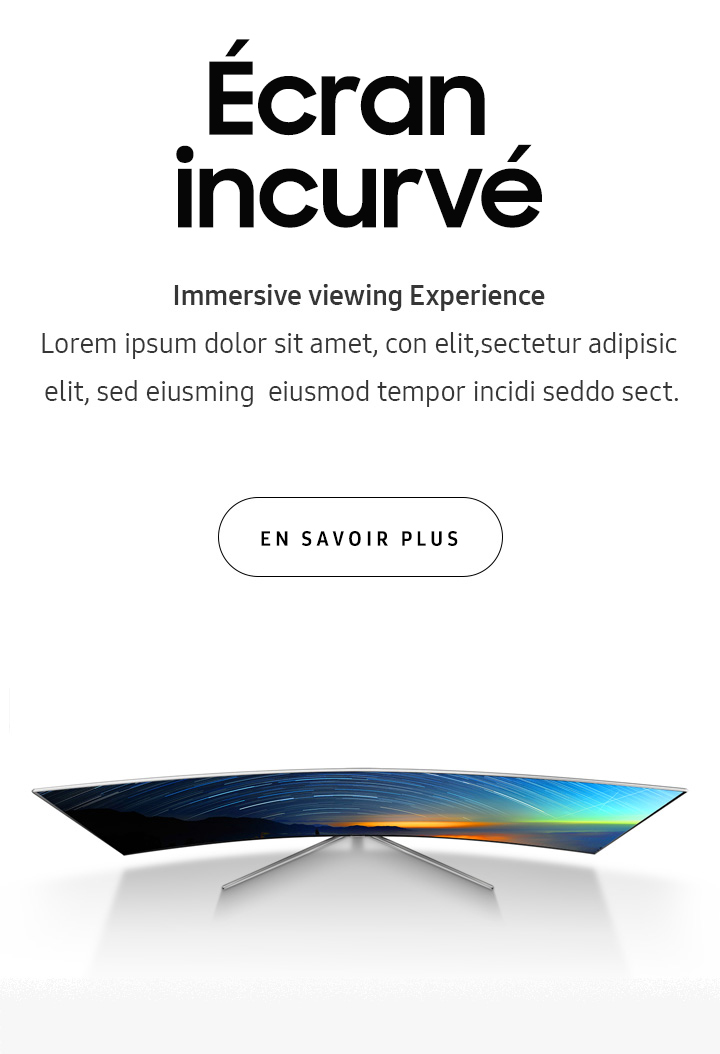 Écran
incurvé
Immersive viewing Experience
Lorem ipsum dolor sit amet, con elit,sectetur adipisic
elit, sed eiusming  eiusmod tempor incidi seddo sect.
EN SAVOIR PLUS